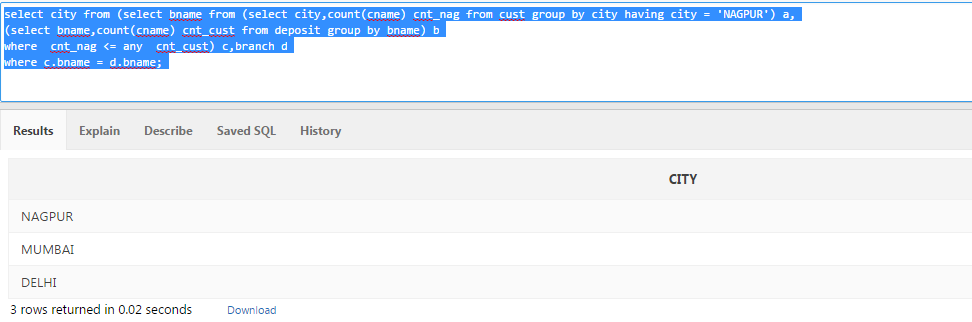 select city from (select bname from (select city,count(cname) cnt_nag from cust group by city having city = 'NAGPUR') a,
(select bname,count(cname) cnt_cust from deposit group by bname) b
where  cnt_nag <= any  cnt_cust) c,branch d
where c.bname = d.bname;
Results Explain Describe Saved SQL History
CITY
NAGPUR
MUMBAI
DELHI
3 rows returned in 0.02 seconds Download